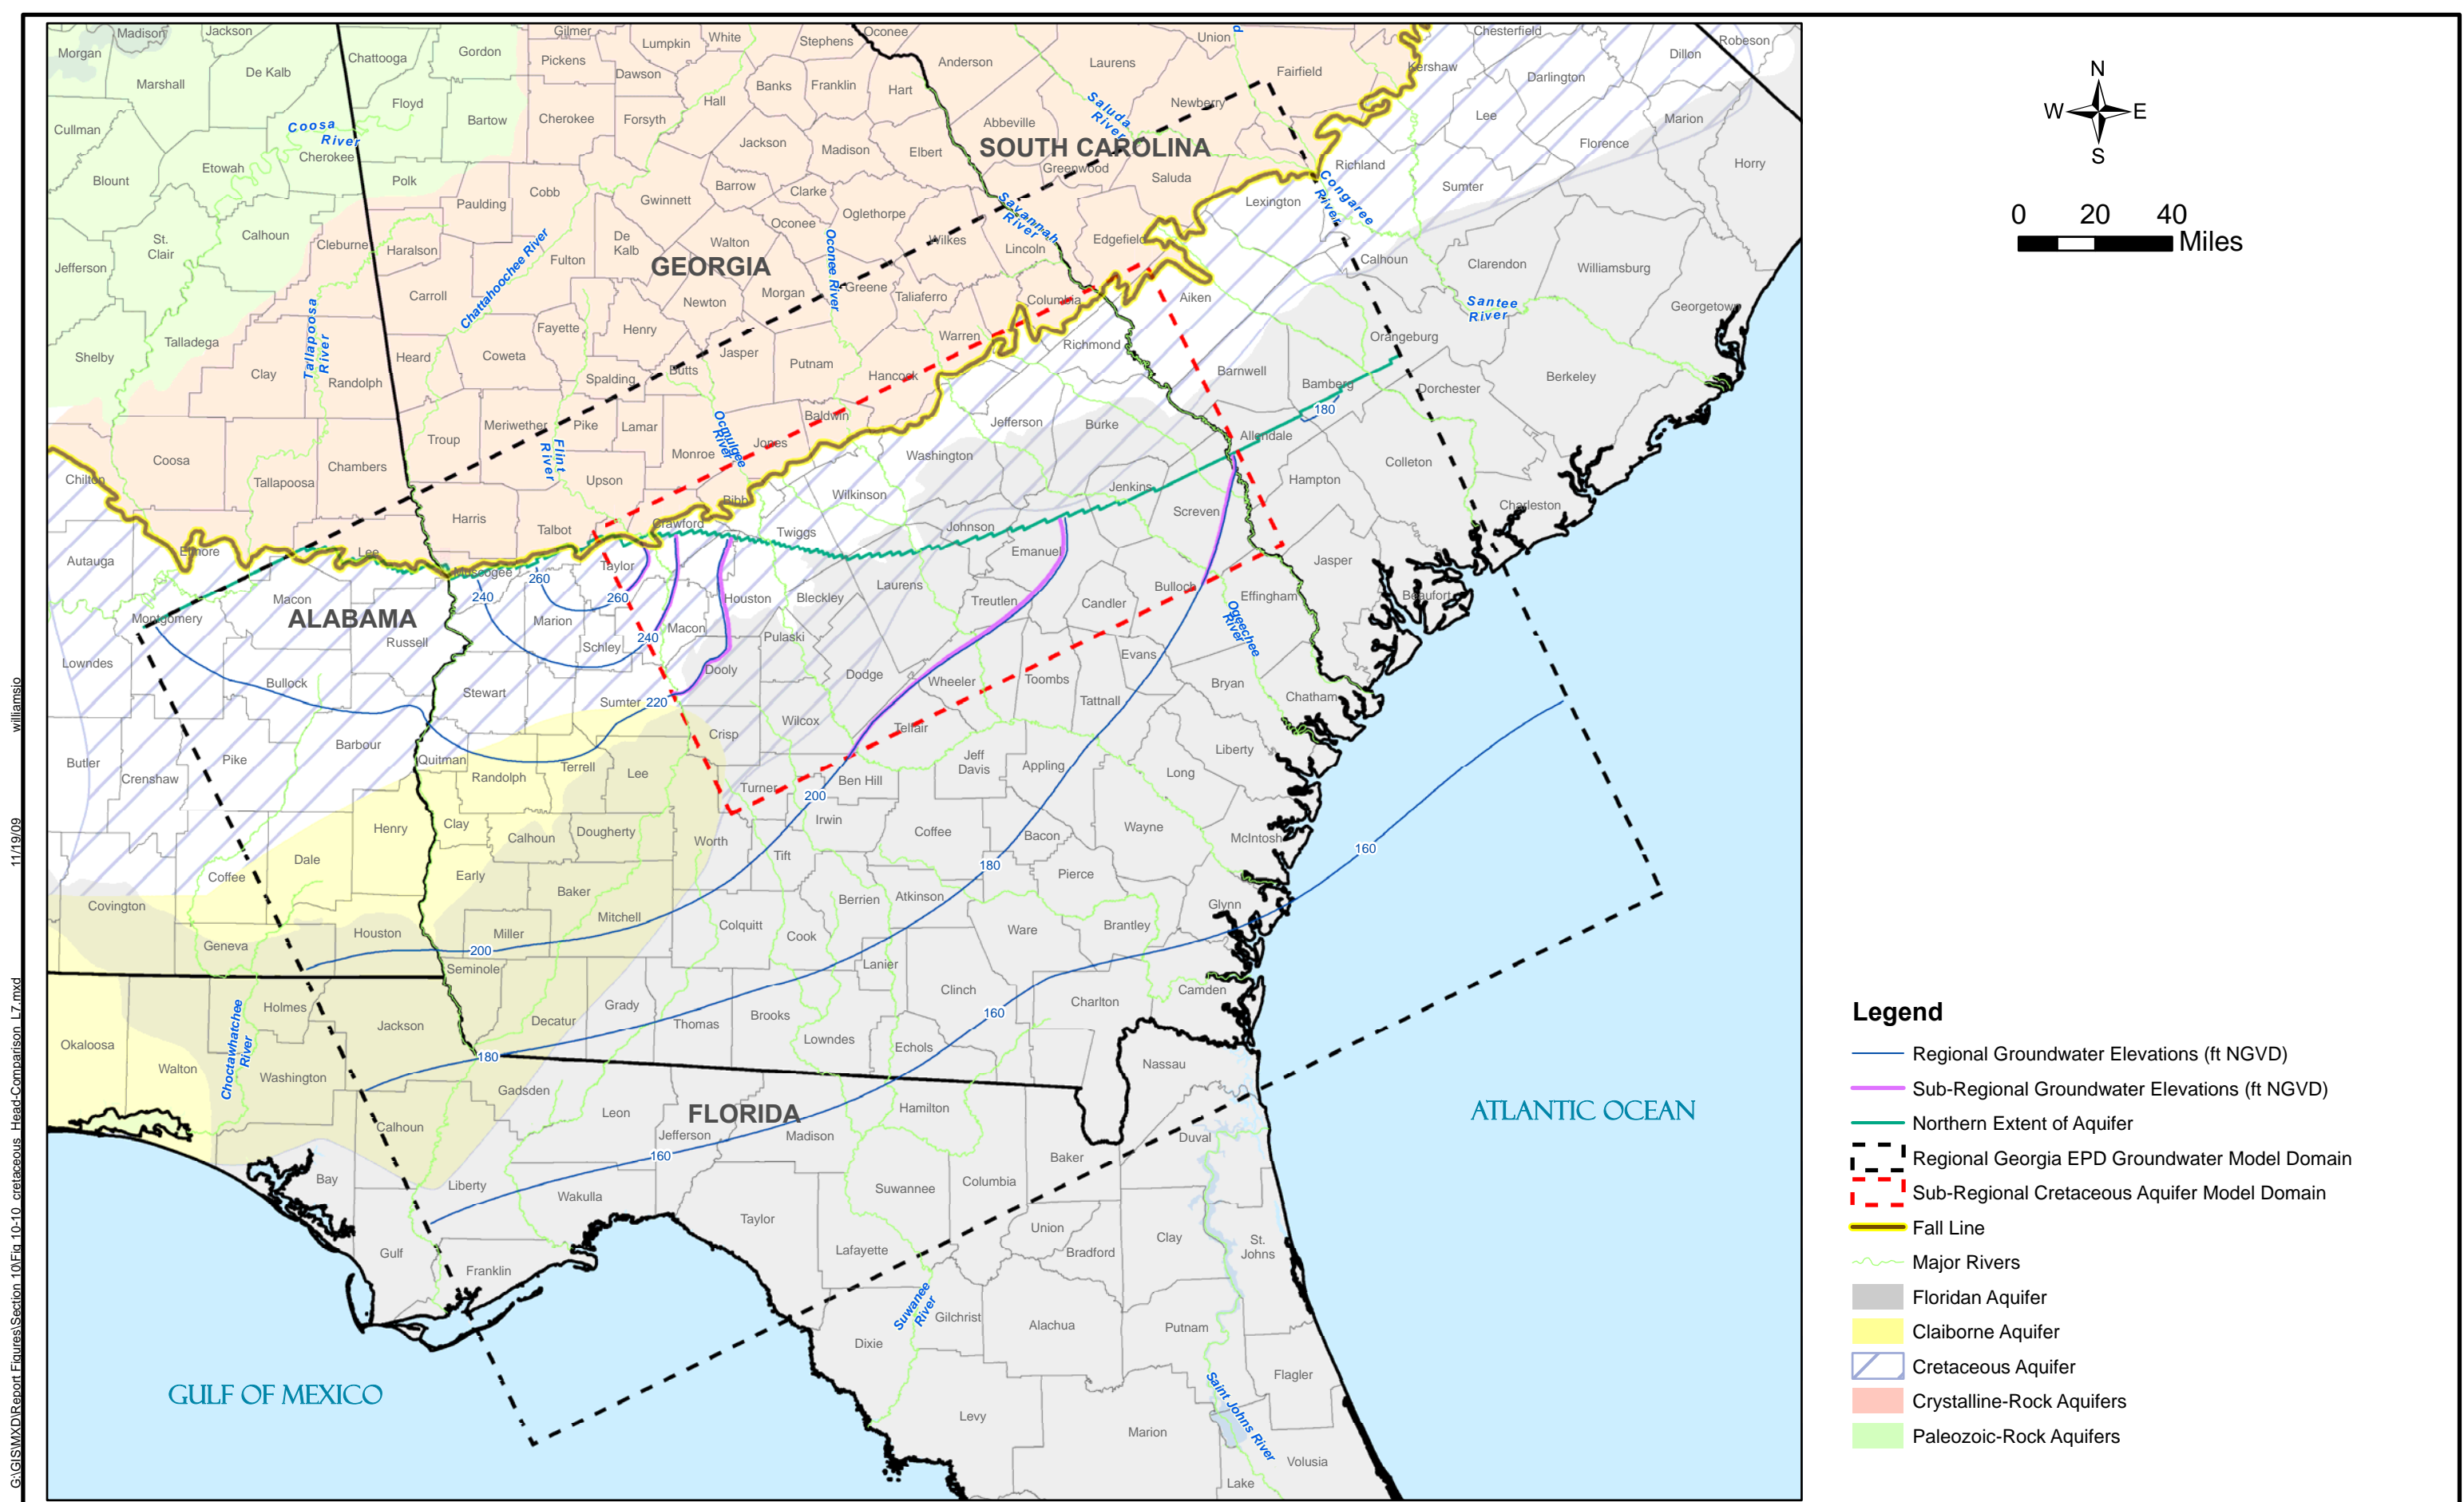 Madison
Jackson
Morgan
Marshall
De Kalb
Chattooga
Gordon
Gilmer
Pickens
Lumpkin
White
Dawson
Stephens
Oconee
Banks
Franklin
Hart
Hall
Anderson
Laurens
Union
Fairfield
Newberry
Kershaw
Chesterfield
Darlington
Dillon
Robeson
Lee
Marion
Florence
Horry
Cullman
Coosa
River
Cherokee
Floyd
Bartow
Cherokee
Forsyth
Jackson
Madison
Elbert
Abbeville
Saluda
River
SOUTH CAROLINA
Greenwood
Saluda
Richland
Sumter
Blount
Etowah
Polk
Paulding
Cobb
Gwinnett
Barrow
Clarke
Oconee
Oglethorpe
Savannah
River
Lexington
Congaree
River
St.
Clair
Calhoun
Cleburne
Haralson
Fulton
De
Kalb
Walton
GEORGIA
Wilkes
Lincoln
Edgefield
Calhoun
Clarendon
Williamsburg
Jefferson
Chattahoochee River
Oconee River
Carroll
Newton
Morgan
Greene
Taliaferro
Columbia
Aiken
Santee
River
Georgetown
Talladega
Tallapoosa
River
Fayette
Henry
Warren
Richmond
Orangeburg
Shelby
Clay
Randolph
Heard
Coweta
Spalding
Butts
Jasper
Putnam
Hancock
Barnwell
Bamberg
Dorchester
Berkeley
180
Troup
Meriwether
Pike
Lamar
Baldwin
Jefferson
Burke
Allendale
Coosa
Chambers
Flint
River
Ocmulgee
River
Monroe
Jones
Washington
Colleton
Chilton
Tallapoosa
Upson
Bibb
Wilkinson
Jenkins
Hampton
Charleston
Harris
Talbot
Crawford
Twiggs
Johnson
Screven
Autauga
Elmore
Lee
Muscogee
Taylor
Emanuel
Jasper
260
240
260
Houston
Bleckley
Laurens
Treutlen
Candler
Bulloch
Effingham
Beaufort
Montgomery
Macon
ALABAMA
Russell
Marion
Macon
240
Schley
Pulaski
Ogeechee
River
Lowndes
Bullock
Stewart
Sumter
220
Dooly
Dodge
Wheeler
Toombs
Evans
Tattnall
Bryan
Chatham
Butler
Crenshaw
Pike
Barbour
Quitman
Randolph
Terrell
Lee
Crisp
Wilcox
Telfair
Jeff
Davis
Appling
Long
Liberty
Turner
200
Ben Hill
Henry
Clay
Calhoun
Dougherty
Worth
Irwin
Coffee
Bacon
Wayne
McIntosh
160
Dale
Coffee
Early
Baker
Tift
180
Pierce
Covington
Mitchell
Berrien
Atkinson
Glynn
Geneva
Houston
200
Miller
Colquitt
Cook
Ware
Brantley
Seminole
Lanier
Clinch
Charlton
Camden
Holmes
Jackson
Decatur
Grady
Thomas
Brooks
160
Okaloosa
Walton
Choctawhatchee
River
Washington
180
Lowndes
Echols
Nassau
Gadsden
Leon
FLORIDA
Hamilton
Calhoun
Jefferson
Madison
Duval
160
Baker
Bay
Liberty
Wakulla
Suwannee
Columbia
Taylor
Gulf
Franklin
Lafayette
Union
Bradford
Clay
St.
Johns
Suwanee
River
Dixie
Gilchrist
Alachua
Putnam
Flagler
Saint Johns River
Levy
Marion
Volusia
Lake
GULF OF MEXICO
ATLANTIC OCEAN
N
W
E
S
0 20 40
Miles
Legend
Regional Groundwater Elevations (ft NGVD)
Sub-Regional Groundwater Elevations (ft NGVD)
Northern Extent of Aquifer
Regional Georgia EPD Groundwater Model Domain
Sub-Regional Cretaceous Aquifer Model Domain
Fall Line
Major Rivers
Floridan Aquifer
Claiborne Aquifer
Cretaceous Aquifer
Crystalline-Rock Aquifers
Paleozoic-Rock Aquifers
G:\GIS\MXD\Report Figures\Section 10\Fig 10-10_cretaceous_Head-Comparison_L7.mxd 11/19/09 williamsjo